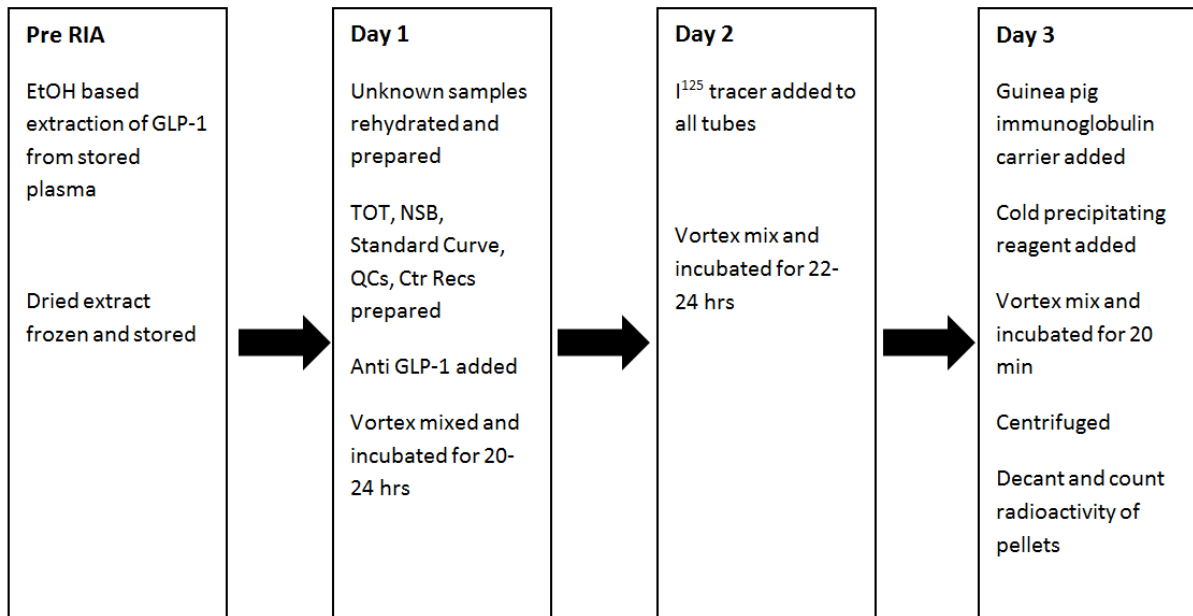 Pre RIA
EtOH based
extraction of GLP-1
from stored
plasma
Dried extract
frozen and stored
Day 1
Unknown samples
rehydrated and
prepared
TOT, NSB,
Standard Curve,
QCs, Ctr Recs
prepared
Anti GLP-1 added
Vortex mixed and
incubated for 20-
24 hrs
Day 2
I¹²⁵ tracer added to
all tubes
Vortex mix and
incubated for 22-
24 hrs
Day 3
Guinea pig
immunoglobulin
carrier added
Cold precipitating
reagent added
Vortex mix and
incubated for 20
min
Centrifuged
Decant and count
radioactivity of
pellets